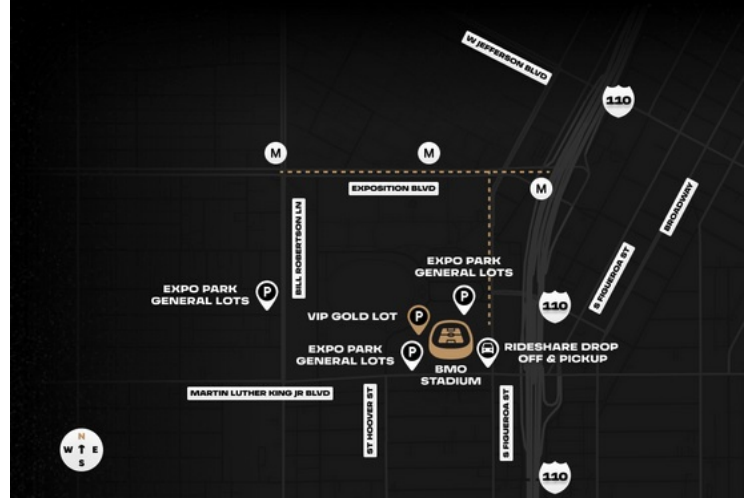 W JEFFERSON BLVD
110
M
M
M
EXPOSITION BLVD
BILL ROBERTSON LN
BROADWAY
S FIGUEROA ST
EXPO PARK
GENERAL LOTS
P
EXPO PARK
GENERAL LOTS
P
VIP GOLD LOT
P
110
EXPO PARK
GENERAL LOTS
P
BMO
STADIUM
RIDESHARE DROP
OFF & PICKUP
MARTIN LUTHER KING JR BLVD
ST HOOVER ST
S FIGUEROA ST
N
W E
S
110